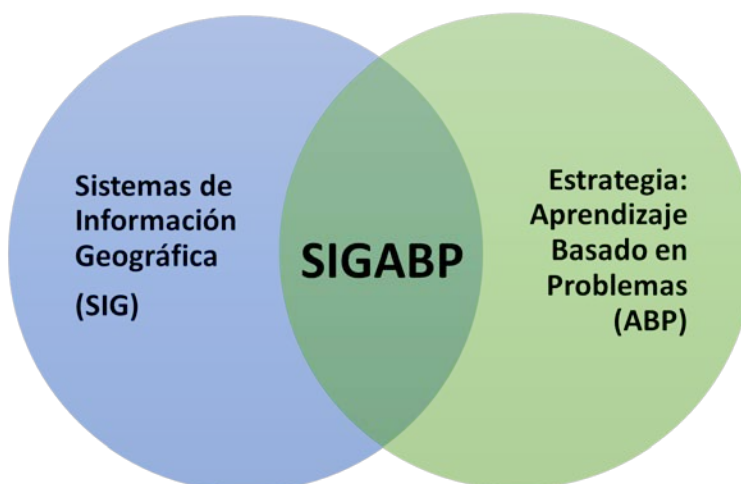 Sistemas de
Información
Geográfica
(SIG)
SIGABP
Estrategia:
Aprendizaje
Basado en
Problemas
(ABP)